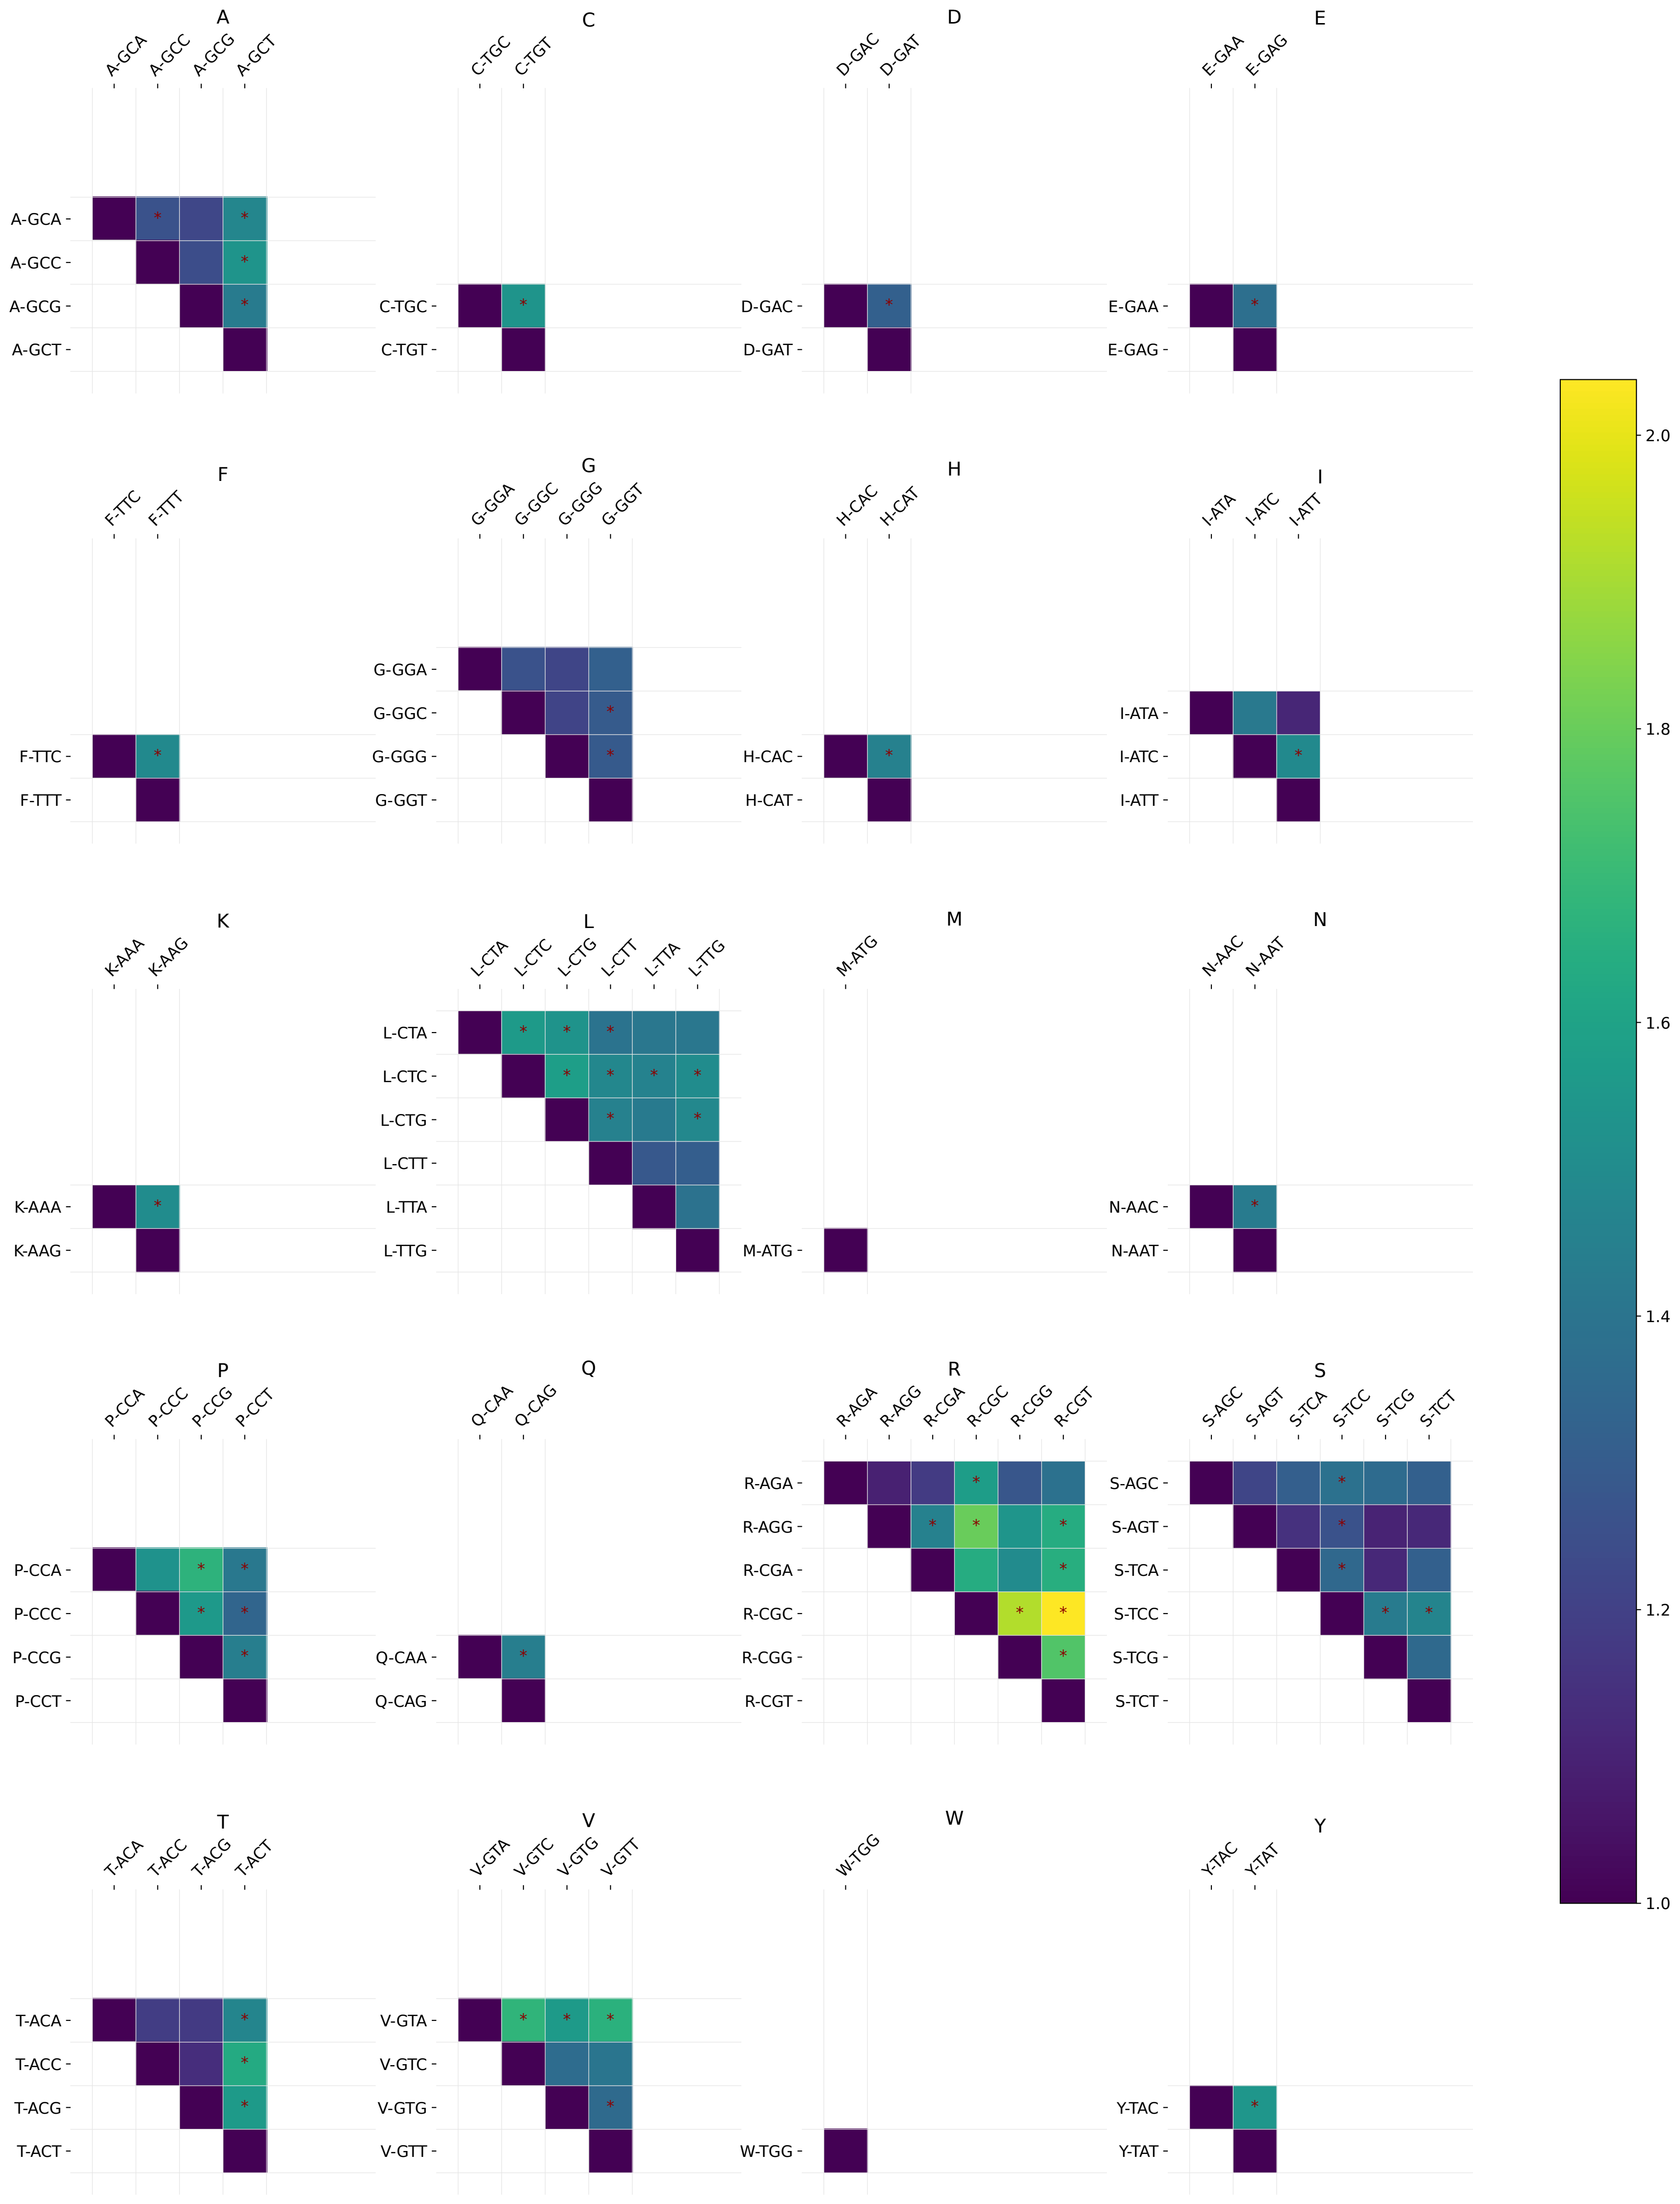 A
C
D
E
A-GCA A-GCC A-GCG A-GCT
C-TGC C-TGT
D-GAC D-GAT
E-GAA E-GAG
A-GCA * *
A-GCC *
A-GCG *
A-GCT
C-TGC *
C-TGT
D-GAC *
D-GAT
E-GAA *
E-GAG
F
G
H
I
F-TTC F-TTT
G-GGA G-GGC G-GGG G-GGT
H-CAC H-CAT
I-ATA I-ATC I-ATT
F-TTC *
F-TTT
G-GGA
G-GGC *
G-GGG *
G-GGT
H-CAC *
H-CAT
I-ATA
I-ATC *
I-ATT
K
L
M
N
K-AAA K-AAG
L-CTA L-CTC L-CTG L-CTT L-TTA L-TTG
M-ATG
N-AAC N-AAT
K-AAA *
K-AAG
L-CTA * * *
L-CTC * * * *
L-CTG * *
L-CTT
L-TTA
L-TTG
M-ATG
N-AAC *
N-AAT
P
Q
R
S
P-CCA P-CCC P-CCG P-CCT
Q-CAA Q-CAG
R-AGA R-AGG R-CGA R-CGC R-CGG R-CGT
S-AGC S-AGT S-TCA S-TCC S-TCG S-TCT
P-CCA * *
P-CCC * *
P-CCG *
P-CCT
Q-CAA *
Q-CAG
R-AGA *
R-AGG * * *
R-CGA *
R-CGC * *
R-CGG *
R-CGT
S-AGC *
S-AGT *
S-TCA *
S-TCC * *
S-TCG
S-TCT
T
V
W
Y
T-ACA T-ACC T-ACG T-ACT
V-GTA V-GTC V-GTG V-GTT
W-TGG
Y-TAC Y-TAT
T-ACA *
T-ACC *
T-ACG *
T-ACT
V-GTA * * *
V-GTC
V-GTG *
V-GTT
W-TGG
Y-TAC *
Y-TAT
2.0
1.8
1.6
1.4
1.2
1.0